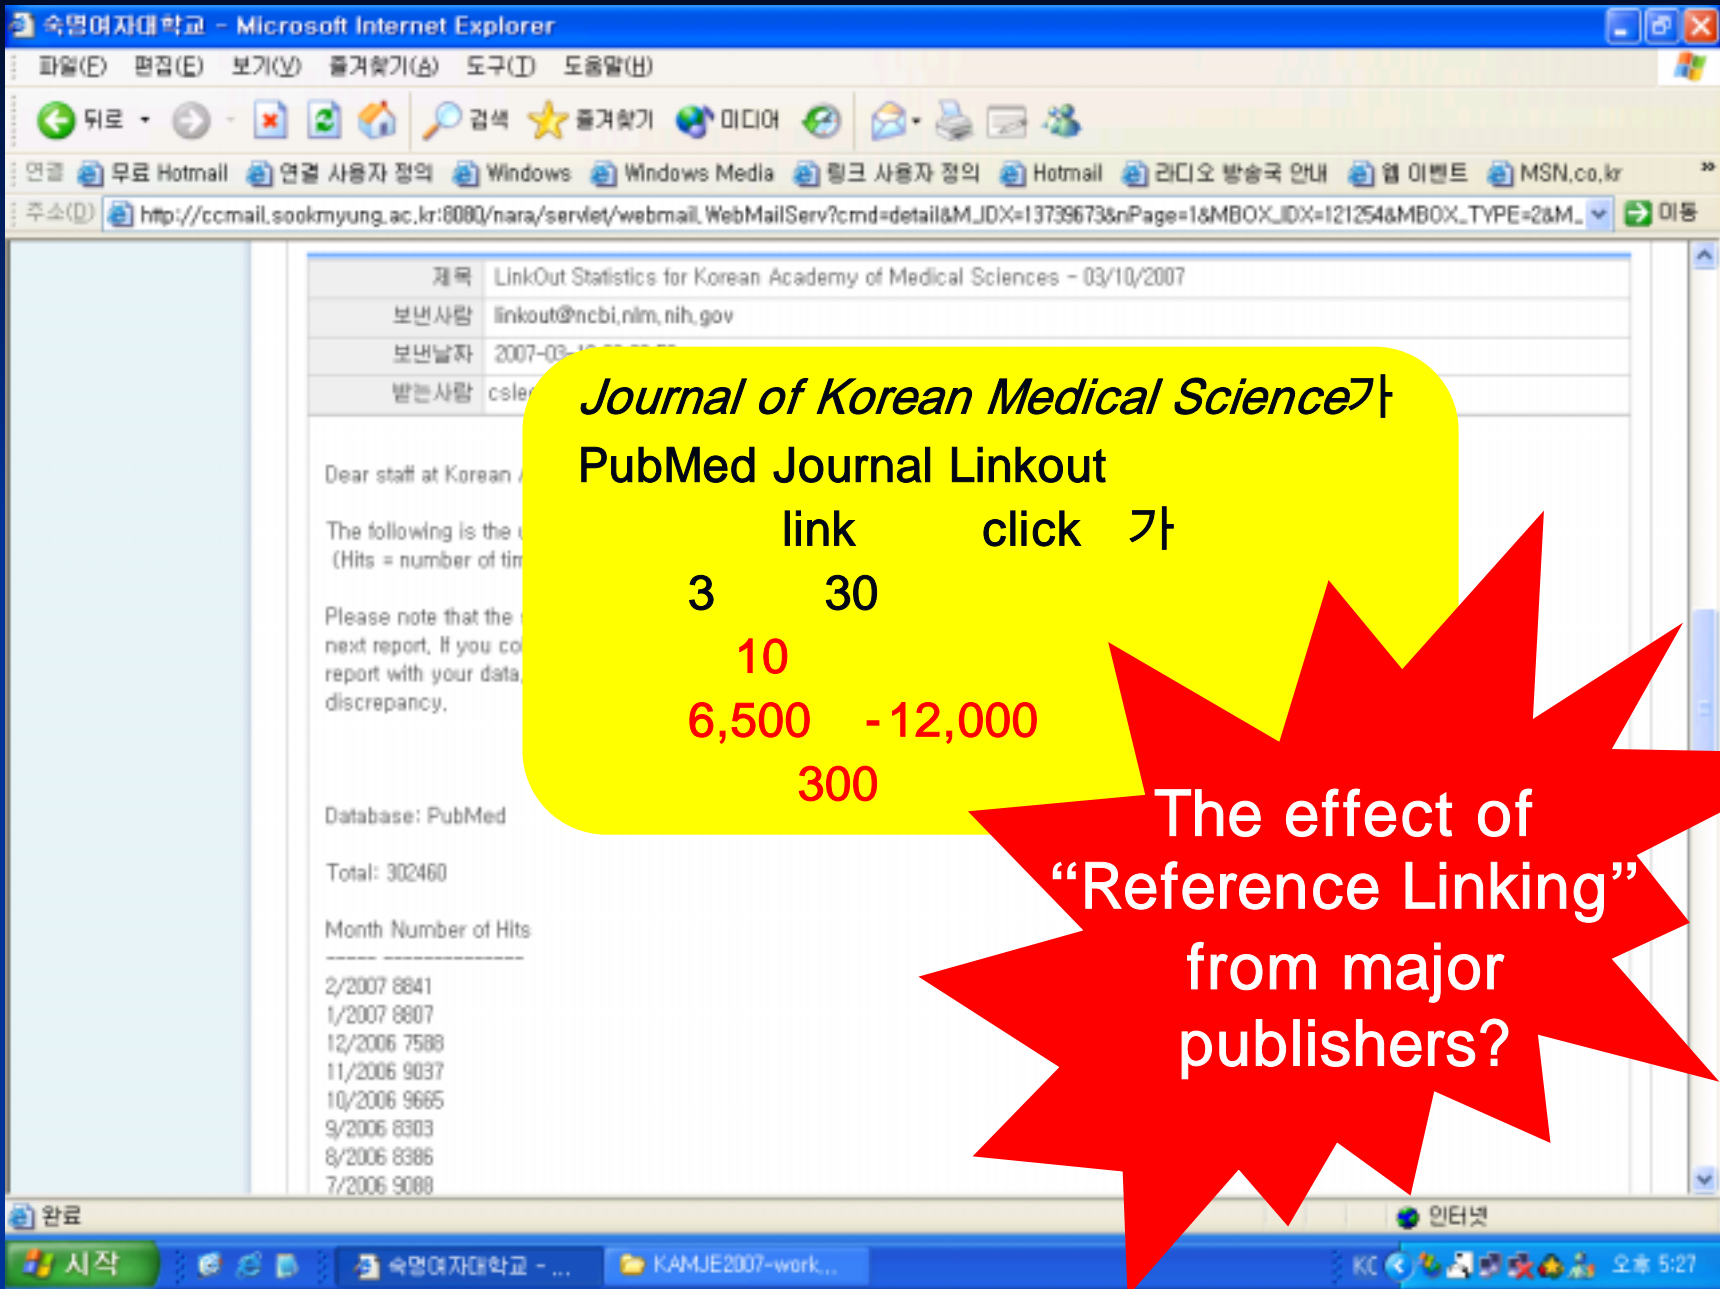 숙명여자대학교 - Microsoft Internet Explorer
파일(F) 편집(E) 보기(V) 즐겨찾기(A) 도구(T) 도움말(H)
뒤로 검색 즐겨찾기 미디어
연결 무료 Hotmail 연결 사용자 정의 Windows Windows Media 링크 사용자 정의 Hotmail 라디오 방송국 안내 웹 이벤트 MSN.co.kr »
주소(D) http://ccmail.sookmyung.ac.kr:8080/nara/servlet/webmail.WebMailServ?cmd=detail&M_IDX=13739673&nPage=1&MBOX_IDX=121254&MBOX_TYPE=2&M_ 이동
제목 LinkOut Statistics for Korean Academy of Medical Sciences - 03/10/2007
보낸사람 linkout@ncbi.nlm.nih.gov
보낸날짜 2007-03-
받는사람 cslee
Journal of Korean Medical Science가
PubMed Journal Linkout
link click 가
3 30
10
6,500 -12,000
300
Dear staff at Korean
The following is the
(Hits = number of
Please note that the
next report. If you
report with your data,
discrepancy.
Database: PubMed
Total: 302460
Month Number of Hits
----- --------------
2/2007 8841
1/2007 8807
12/2006 7588
11/2006 9037
10/2006 9665
9/2006 8303
8/2006 8386
7/2006 9088
The effect of
“Reference Linking”
from major
publishers?
완료 인터넷
시작 숙명여자대학교 - ... KAMJE2007-work... KC 오후 5:27